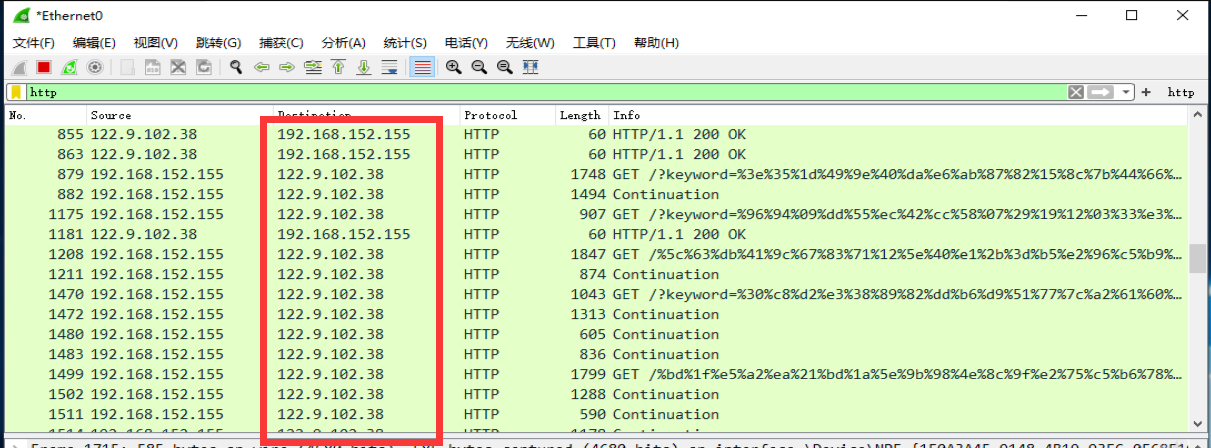 *Ethernet0
文件(F) 编辑(E) 视图(V) 跳转(G) 捕获(C) 分析(A) 统计(S) 电话(Y) 无线(W) 工具(T) 帮助(H)
http + http
No. Source Destination Protocol Length Info
855 122.9.102.38 192.168.152.155 HTTP 60 HTTP/1.1 200 OK
863 122.9.102.38 192.168.152.155 HTTP 60 HTTP/1.1 200 OK
879 192.168.152.155 122.9.102.38 HTTP 1748 GET /?keyword=%3e%35%1d%49%9e%40%da%e6%ab%87%82%15%8c%7b%44%66%…
882 192.168.152.155 122.9.102.38 HTTP 1494 Continuation
1175 192.168.152.155 122.9.102.38 HTTP 907 GET /?keyword=%96%94%09%dd%55%ec%42%cc%58%07%29%19%12%03%33%e3%…
1181 122.9.102.38 192.168.152.155 HTTP 60 HTTP/1.1 200 OK
1208 192.168.152.155 122.9.102.38 HTTP 1847 GET /%5c%63%db%41%9c%67%83%71%12%5e%40%e1%2b%3d%b5%e2%96%c5%b9%…
1211 192.168.152.155 122.9.102.38 HTTP 874 Continuation
1470 192.168.152.155 122.9.102.38 HTTP 1043 GET /?keyword=%30%c8%d2%e3%38%89%82%dd%b6%d9%51%77%7c%a2%61%60%…
1472 192.168.152.155 122.9.102.38 HTTP 1313 Continuation
1480 192.168.152.155 122.9.102.38 HTTP 605 Continuation
1483 192.168.152.155 122.9.102.38 HTTP 836 Continuation
1499 192.168.152.155 122.9.102.38 HTTP 1799 GET /%bd%1f%e5%a2%ea%21%bd%1a%5e%9b%98%4e%8c%9f%e2%75%c5%b6%78%…
1502 192.168.152.155 122.9.102.38 HTTP 1288 Continuation
1511 192.168.152.155 122.9.102.38 HTTP 590 Continuation
192.168.152.155 122.9.102.38 HTTP Continuation